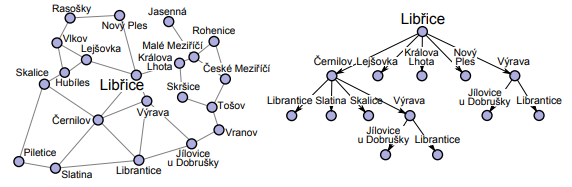 Rasošky
Nový Ples
Jasenná
Rohenice
Vlkov
Lejšovka
Malé Meziříčí
Králova
Lhota
České Meziříčí
Skalice
Hubíles
Libřice
Skršice
Výrava
Tošov
Černilov
Vranov
Piletice
Slatina
Librantice
Jílovice
u Dobrušky
Libřice
Černilov
Lejšovka
Králova
Lhota
Nový
Ples
Výrava
Librantice
Slatina
Skalice
Výrava
Jílovice
u Dobrušky
Librantice
Jílovice
u Dobrušky
Librantice